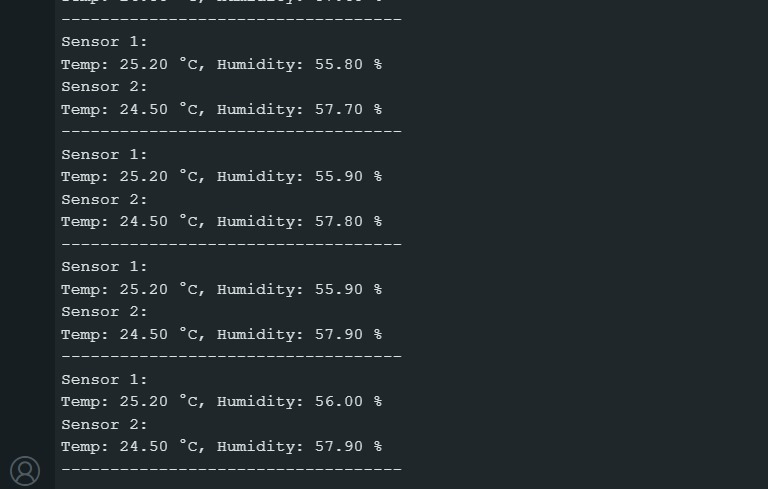 -----------------------------------
Sensor 1:
Temp: 25.20 °C, Humidity: 55.80 %
Sensor 2:
Temp: 24.50 °C, Humidity: 57.70 %
-----------------------------------
Sensor 1:
Temp: 25.20 °C, Humidity: 55.90 %
Sensor 2:
Temp: 24.50 °C, Humidity: 57.80 %
-----------------------------------
Sensor 1:
Temp: 25.20 °C, Humidity: 55.90 %
Sensor 2:
Temp: 24.50 °C, Humidity: 57.90 %
-----------------------------------
Sensor 1:
Temp: 25.20 °C, Humidity: 56.00 %
Sensor 2:
Temp: 24.50 °C, Humidity: 57.90 %
-----------------------------------